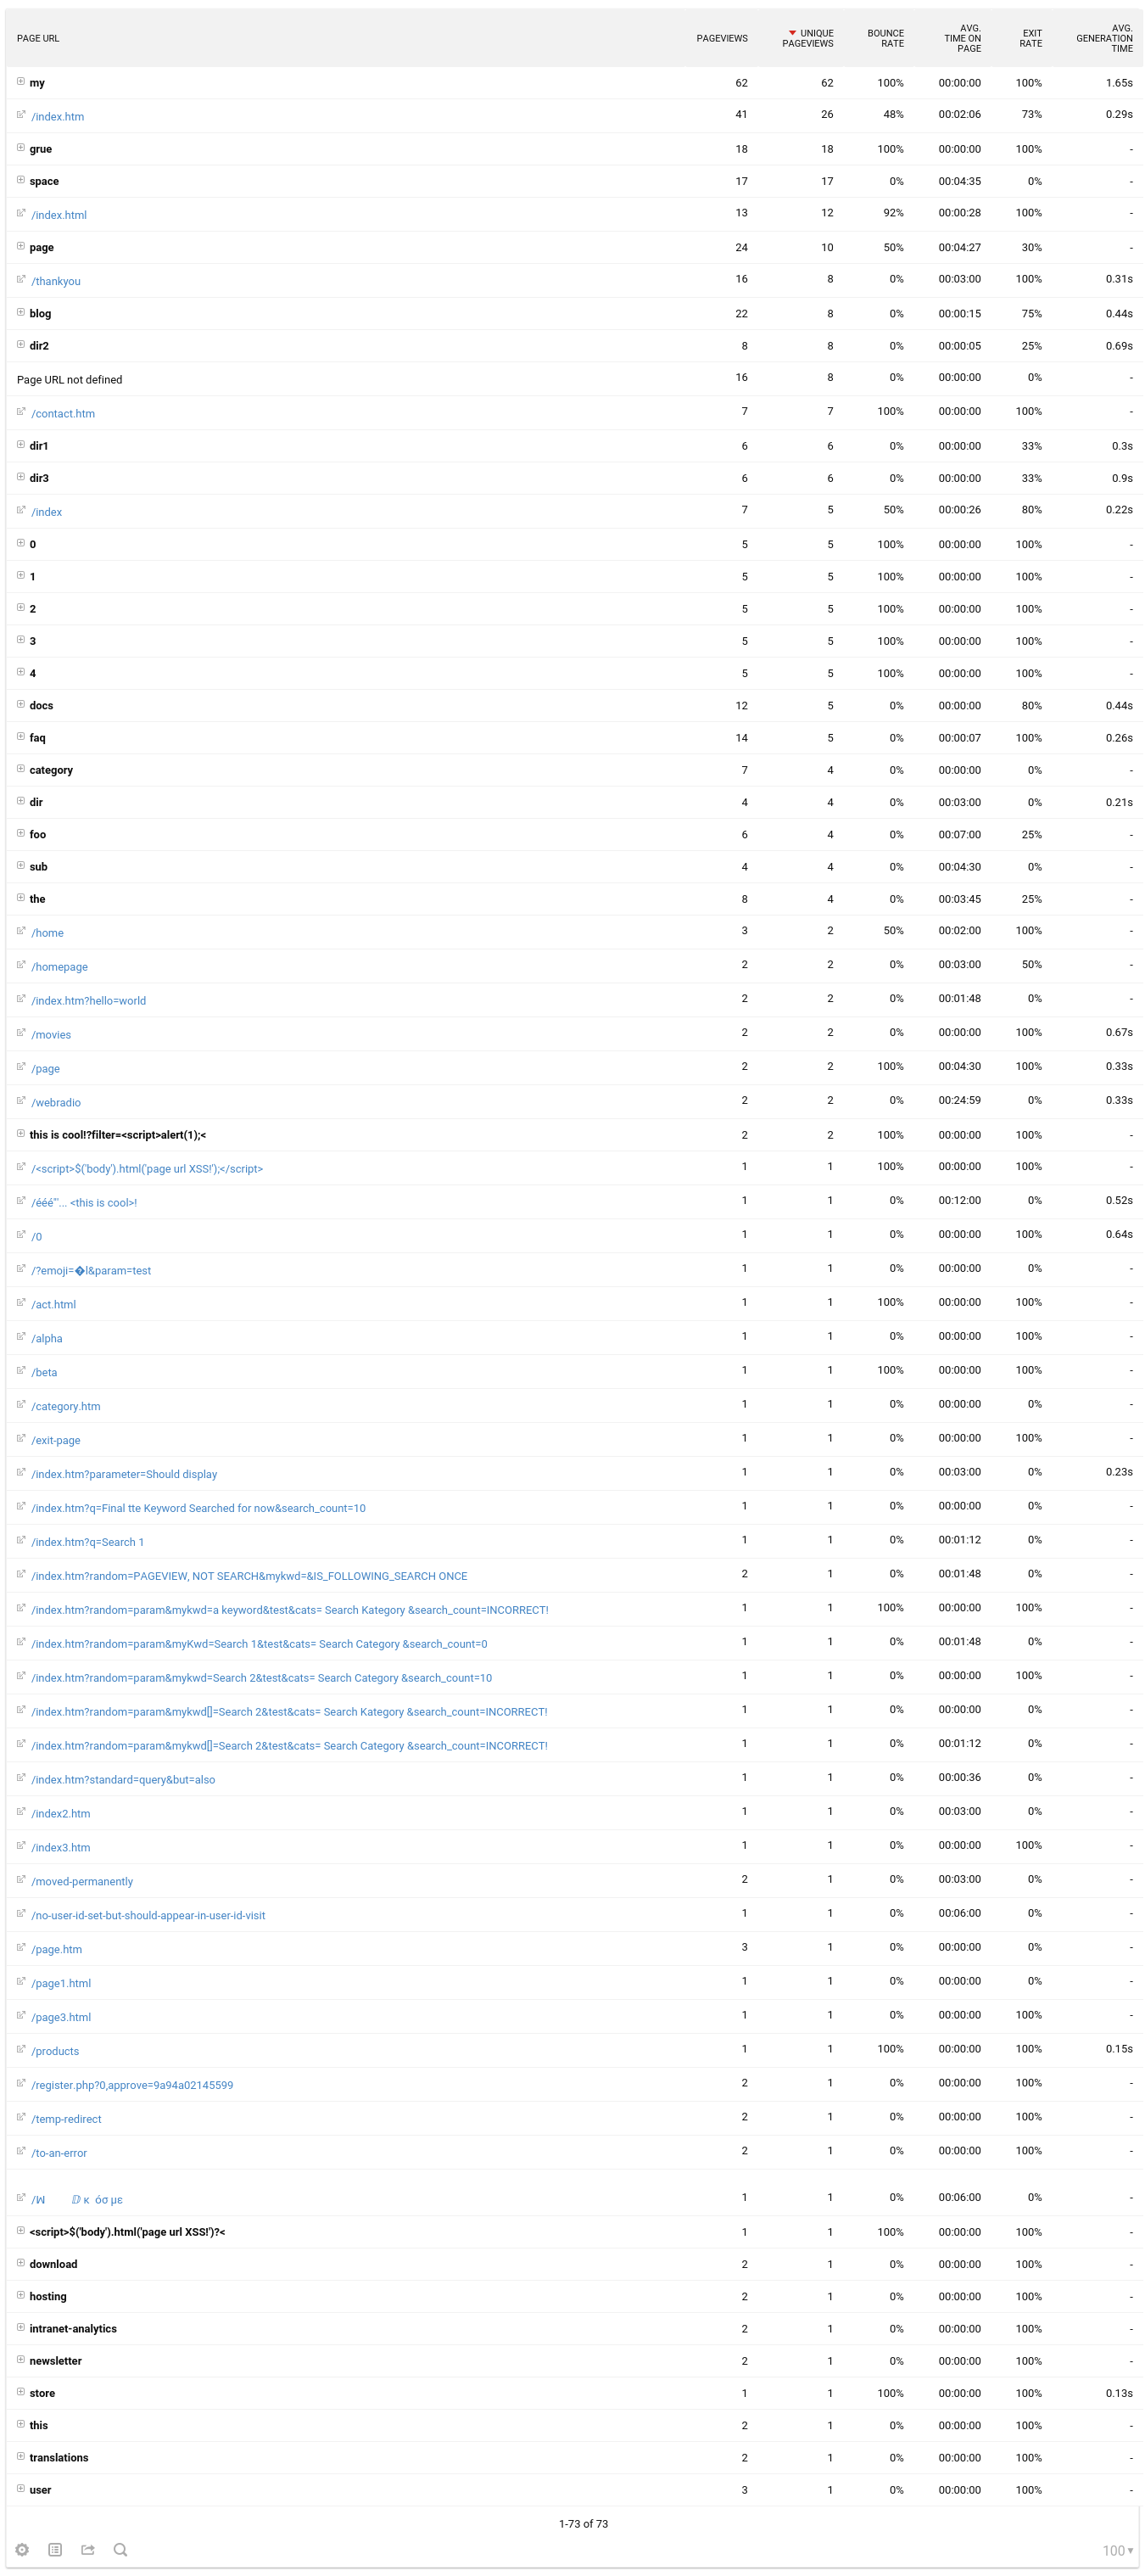 PAGE URL PAGEVIEWS UNIQUE PAGEVIEWS BOUNCE RATE AVG. TIME ON PAGE EXIT RATE AVG. GENERATION TIME
my 62 62 100% 00:00:00 100% 1.65s
/index.htm 41 26 48% 00:02:06 73% 0.29s
grue 18 18 100% 00:00:00 100% -
space 17 17 0% 00:04:35 0% -
/index.html 13 12 92% 00:00:28 100% -
page 24 10 50% 00:04:27 30% -
/thankyou 16 8 0% 00:03:00 100% 0.31s
blog 22 8 0% 00:00:15 75% 0.44s
dir2 8 8 0% 00:00:05 25% 0.69s
Page URL not defined 16 8 0% 00:00:00 0% -
/contact.htm 7 7 100% 00:00:00 100% -
dir1 6 6 0% 00:00:00 33% 0.3s
dir3 6 6 0% 00:00:00 33% 0.9s
/index 7 5 50% 00:00:26 80% 0.22s
0 5 5 100% 00:00:00 100% -
1 5 5 100% 00:00:00 100% -
2 5 5 100% 00:00:00 100% -
3 5 5 100% 00:00:00 100% -
4 5 5 100% 00:00:00 100% -
docs 12 5 0% 00:00:00 80% 0.44s
faq 14 5 0% 00:00:07 100% 0.26s
category 7 4 0% 00:00:00 0% -
dir 4 4 0% 00:03:00 0% 0.21s
foo 6 4 0% 00:07:00 25% -
sub 4 4 0% 00:04:30 0% -
the 8 4 0% 00:03:45 25% -
/home 3 2 50% 00:02:00 100% -
/homepage 2 2 0% 00:03:00 50% -
/index.htm?hello=world 2 2 0% 00:01:48 0% -
/movies 2 2 0% 00:00:00 100% 0.67s
/page 2 2 100% 00:04:30 100% 0.33s
/webradio 2 2 0% 00:24:59 0% 0.33s
this is cool!?filter=<script>alert(1);< 2 2 100% 00:00:00 100% -
/<script>$('body').html('page url XSS!');</script> 1 1 100% 00:00:00 100% -
/ééé"'... <this is cool>! 1 1 0% 00:12:00 0% 0.52s
/0 1 1 0% 00:00:00 100% 0.64s
/?emoji=�l&param=test 1 1 0% 00:00:00 0% -
/act.html 1 1 100% 00:00:00 100% -
/alpha 1 1 0% 00:00:00 100% -
/beta 1 1 100% 00:00:00 100% -
/category.htm 1 1 0% 00:00:00 0% -
/exit-page 1 1 0% 00:00:00 100% -
/index.htm?parameter=Should display 1 1 0% 00:03:00 0% 0.23s
/index.htm?q=Final tte Keyword Searched for now&search_count=10 1 1 0% 00:00:00 0% -
/index.htm?q=Search 1 1 1 0% 00:01:12 0% -
/index.htm?random=PAGEVIEW, NOT SEARCH&mykwd=&IS_FOLLOWING_SEARCH ONCE 2 1 0% 00:01:48 0% -
/index.htm?random=param&mykwd=a keyword&test&cats= Search Kategory &search_count=INCORRECT! 1 1 100% 00:00:00 100% -
/index.htm?random=param&myKwd=Search 1&test&cats= Search Category &search_count=0 1 1 0% 00:01:48 0% -
/index.htm?random=param&mykwd=Search 2&test&cats= Search Category &search_count=10 1 1 0% 00:00:00 100% -
/index.htm?random=param&mykwd[]=Search 2&test&cats= Search Kategory &search_count=INCORRECT! 1 1 0% 00:00:00 0% -
/index.htm?random=param&mykwd[]=Search 2&test&cats= Search Category &search_count=INCORRECT! 1 1 0% 00:01:12 0% -
/index.htm?standard=query&but=also 1 1 0% 00:00:36 0% -
/index2.htm 1 1 0% 00:03:00 0% -
/index3.htm 1 1 0% 00:00:00 100% -
/moved-permanently 2 1 0% 00:03:00 0% -
/no-user-id-set-but-should-appear-in-user-id-visit 1 1 0% 00:06:00 0% -
/page.htm 3 1 0% 00:00:00 0% -
/page1.html 1 1 0% 00:00:00 0% -
/page3.html 1 1 0% 00:00:00 100% -
/products 1 1 100% 00:00:00 100% 0.15s
/register.php?0,approve=9a94a02145599 2 1 0% 00:00:00 100% -
/temp-redirect 2 1 0% 00:00:00 100% -
/to-an-error 2 1 0% 00:00:00 100% -
κ όσ με 1 1 0% 00:06:00 0% -
<script>$('body').html('page url XSS!')?< 1 1 100% 00:00:00 100% -
download 2 1 0% 00:00:00 100% -
hosting 2 1 0% 00:00:00 100% -
intranet-analytics 2 1 0% 00:00:00 100% -
newsletter 2 1 0% 00:00:00 100% -
store 1 1 100% 00:00:00 100% 0.13s
this 2 1 0% 00:00:00 100% -
translations 2 1 0% 00:00:00 100% -
user 3 1 0% 00:00:00 100% -
1-73 of 73
100